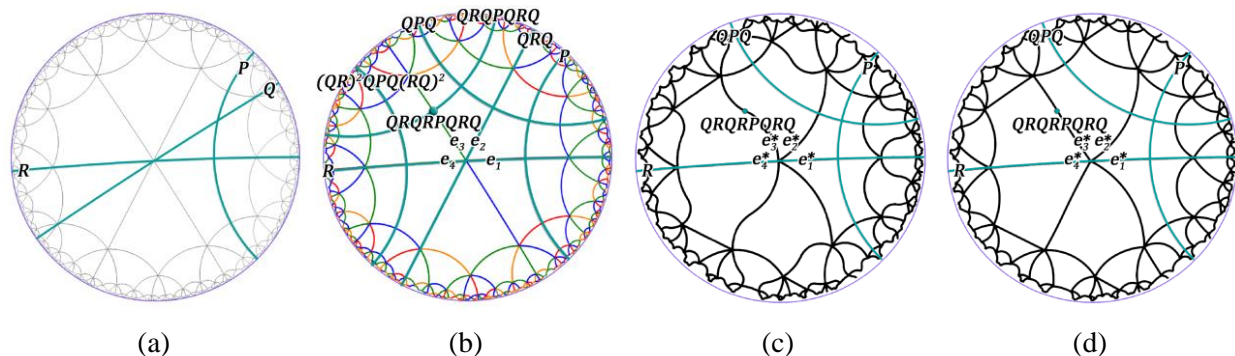 P
Q
R
QPQ
QRQPQRQ
QRQ
P
(QR)²QPQ(RQ)²
QRQRPQRQ
e₃ e₂
R e₄ e₁
QPQ
P
QRQRPQRQ
e₃* e₂*
R e₄* e₁*
QPQ
P
QRQRPQRQ
e₃* e₂*
R e₄* e₁*
(a) (b) (c) (d)